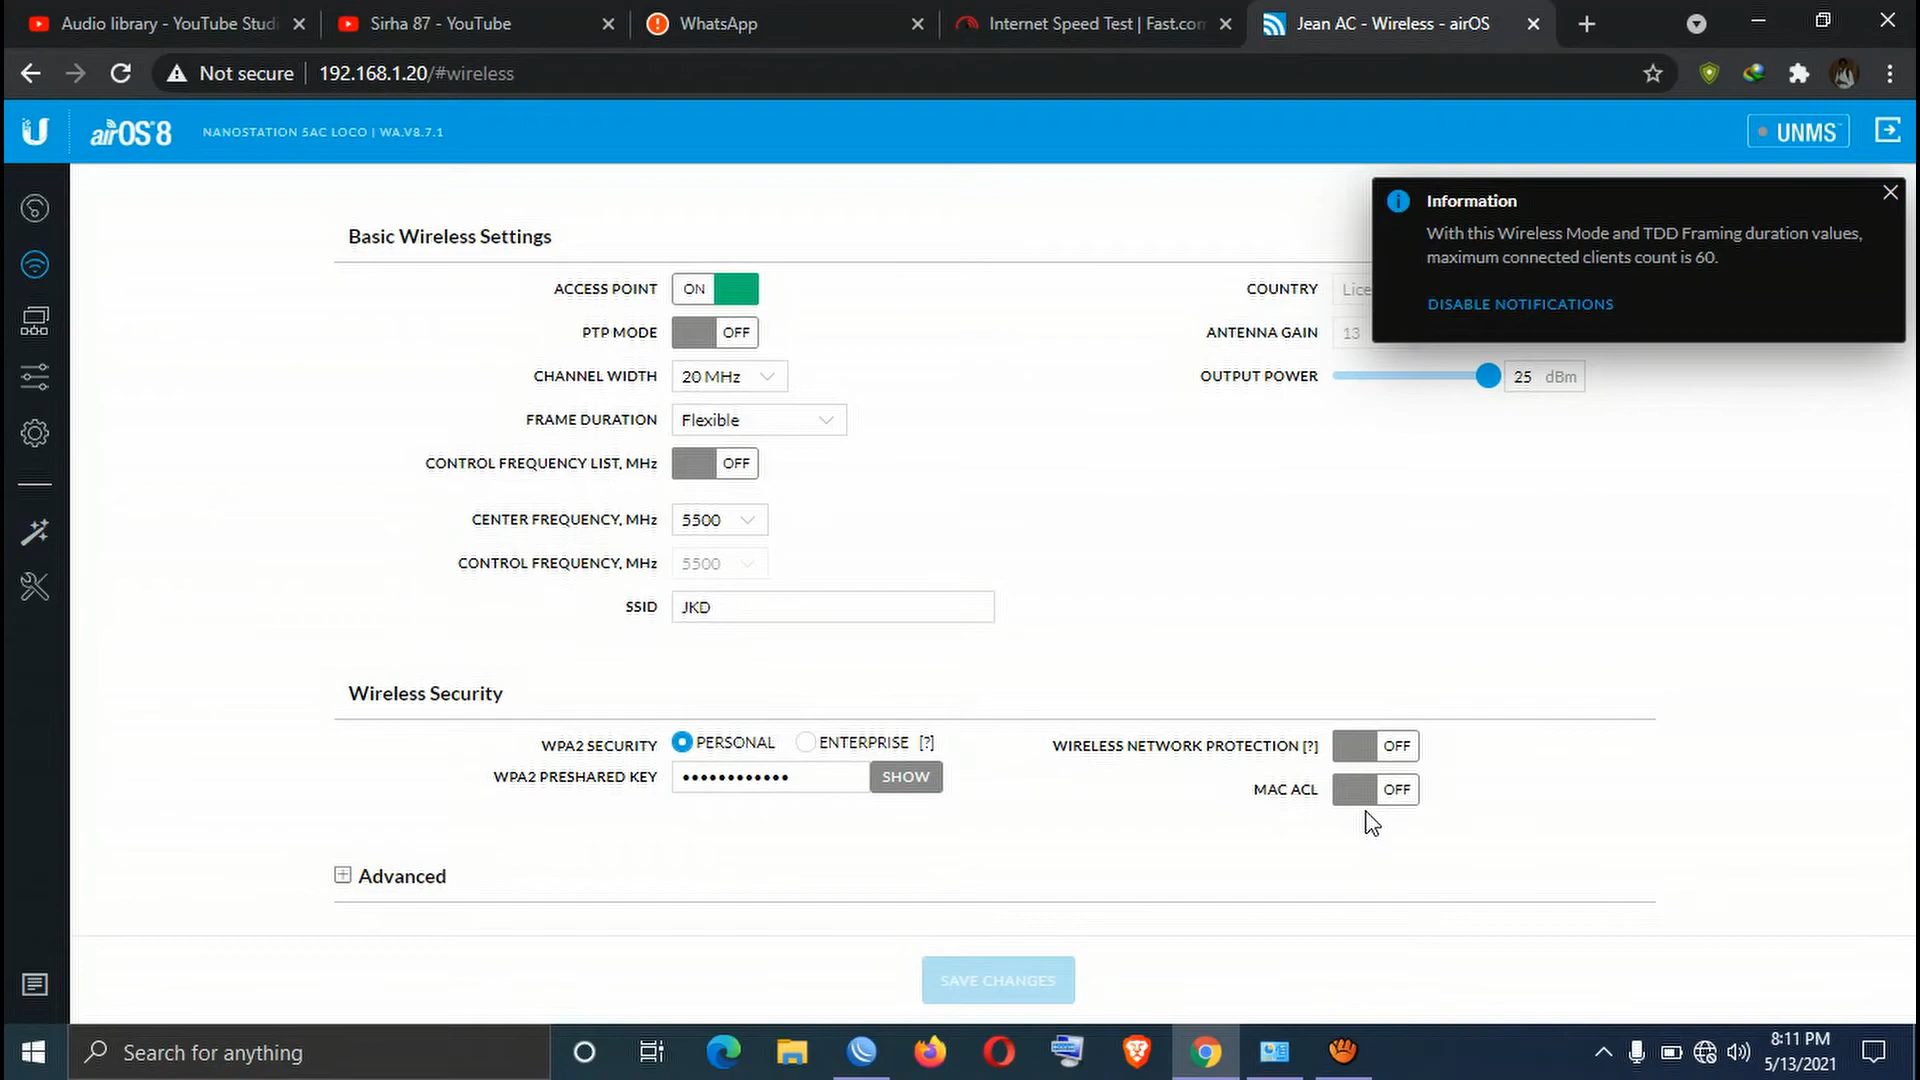 Audio library - YouTube Studi
Sirha 87 - YouTube
WhatsApp
Internet Speed Test | Fast.com
Jean AC - Wireless - airOS
Not secure
192.168.1.20/#wireless
airOS 8
NANOSTATION 5AC LOCO | WA.V8.7.1
UNMS
Information
With this Wireless Mode and TDD Framing duration values,
maximum connected clients count is 60.
DISABLE NOTIFICATIONS
Basic Wireless Settings
ACCESS POINT ON
PTP MODE OFF
CHANNEL WIDTH 20 MHz
FRAME DURATION Flexible
CONTROL FREQUENCY LIST, MHz OFF
CENTER FREQUENCY, MHz 5500
CONTROL FREQUENCY, MHz 5500
SSID JKD
COUNTRY Lice
ANTENNA GAIN 13
OUTPUT POWER 25 dBm
Wireless Security
WPA2 SECURITY PERSONAL ENTERPRISE [?]
WPA2 PRESHARED KEY •••••••••••• SHOW
WIRELESS NETWORK PROTECTION [?] OFF
MAC ACL OFF
Advanced
SAVE CHANGES
Search for anything
8:11 PM
5/13/2021